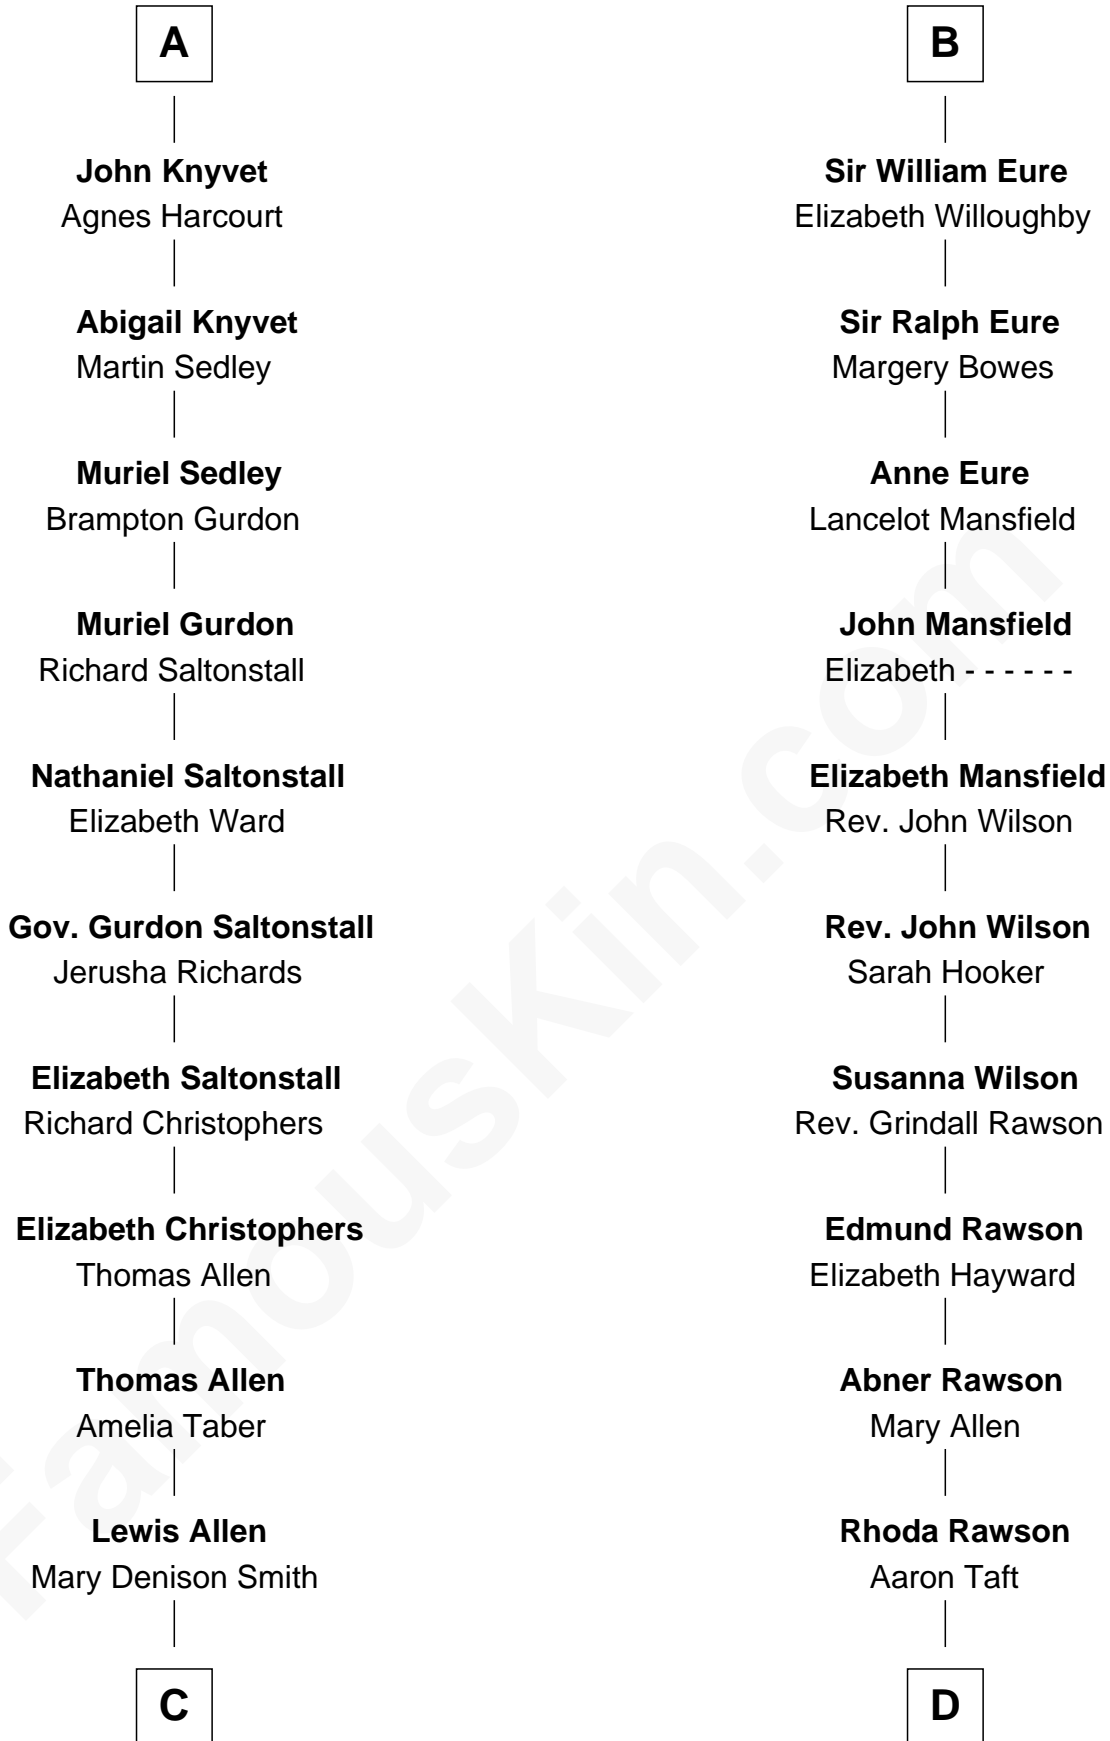 A
John Knyvet
Agnes Harcourt
Abigail Knyvet
Martin Sedley
Muriel Sedley
Brampton Gurdon
Muriel Gurdon
Richard Saltonstall
Nathaniel Saltonstall
Elizabeth Ward
Gov. Gurdon Saltonstall
Jerusha Richards
Elizabeth Saltonstall
Richard Christophers
Elizabeth Christophers
Thomas Allen
Thomas Allen
Amelia Taber
Lewis Allen
Mary Denison Smith
C
B
Sir William Eure
Elizabeth Willoughby
Sir Ralph Eure
Margery Bowes
Anne Eure
Lancelot Mansfield
John Mansfield
Elizabeth - - - - - -
Elizabeth Mansfield
Rev. John Wilson
Rev. John Wilson
Sarah Hooker
Susanna Wilson
Rev. Grindall Rawson
Edmund Rawson
Elizabeth Hayward
Abner Rawson
Mary Allen
Rhoda Rawson
Aaron Taft
D
FamousKin.com